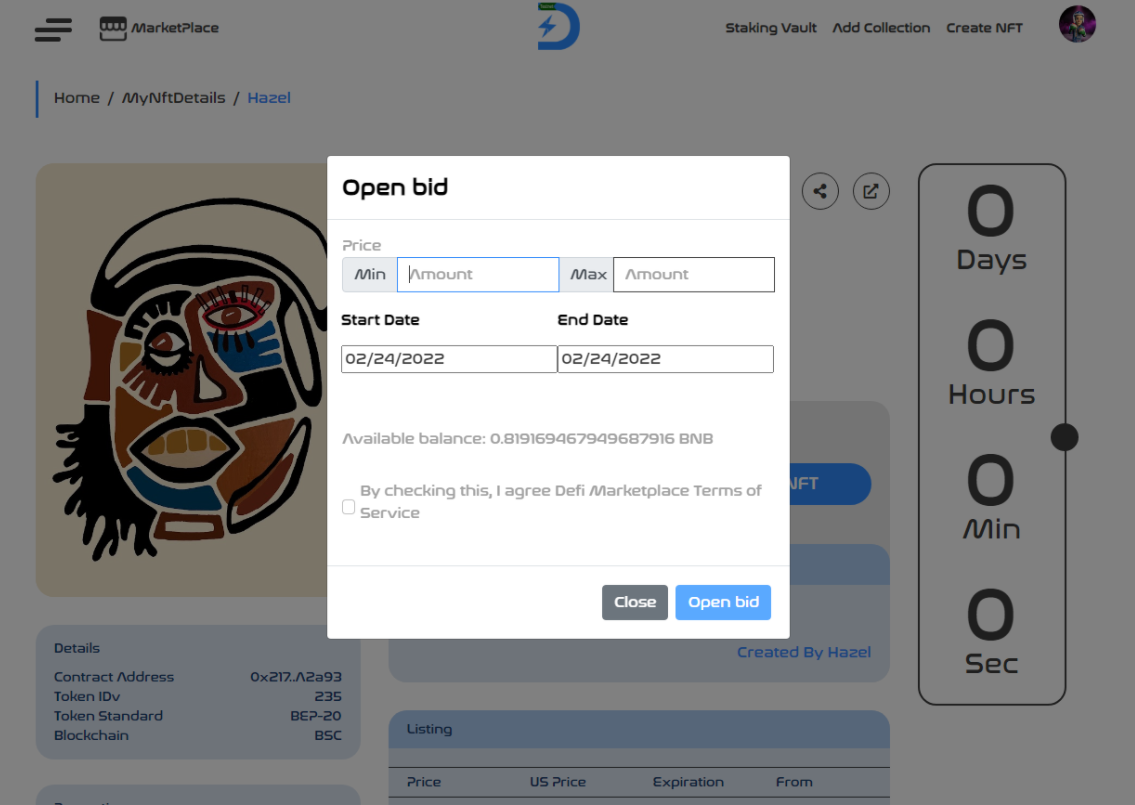 MarketPlace
Staking Vault
Add Collection
Create NFT
Home / MyNftDetails / Hazel
Open bid
Price
Min
Amount
Max
Amount
Start Date
End Date
02/24/2022
02/24/2022
Available balance: 0.819169467949687916 BNB
By checking this, I agree Defi Marketplace Terms of
Service
Close
Open bid
0
Days
0
Hours
0
Min
0
Sec
NFT
Created By Hazel
Details
Contract Address 0x217..A2a93
Token IDv 235
Token Standard BEP-20
Blockchain BSC
Listing
Price US Price Expiration From